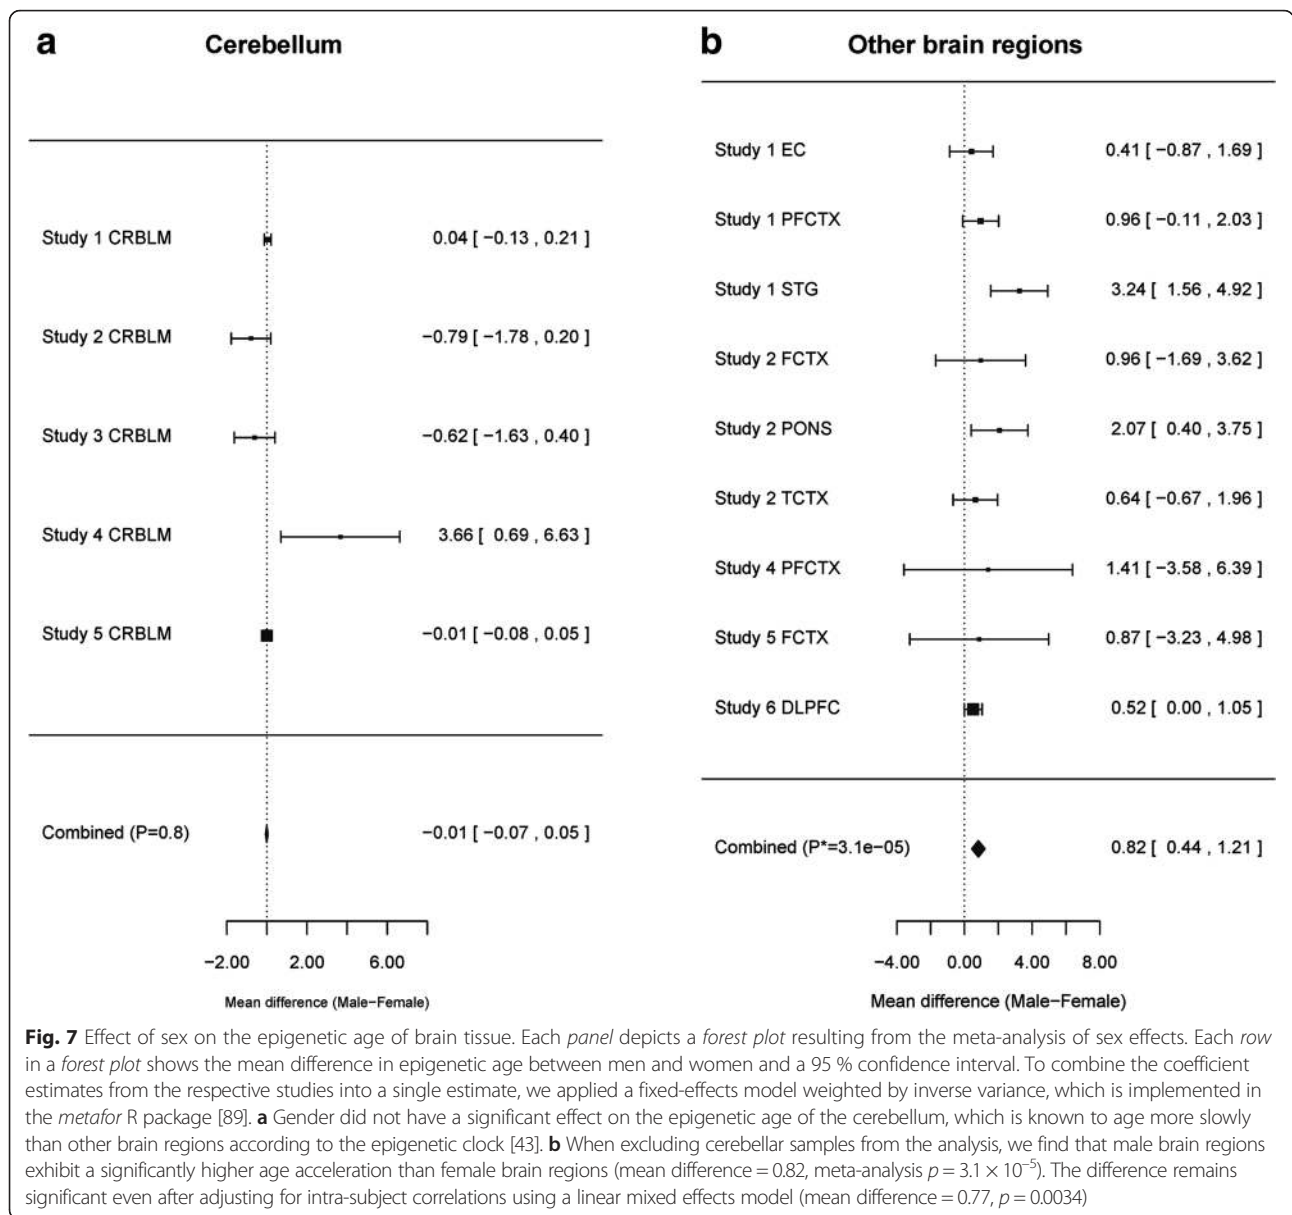 a Cerebellum
Study 1 CRBLM 0.04 [ −0.13 , 0.21 ]
Study 2 CRBLM −0.79 [ −1.78 , 0.20 ]
Study 3 CRBLM −0.62 [ −1.63 , 0.40 ]
Study 4 CRBLM 3.66 [ 0.69 , 6.63 ]
Study 5 CRBLM −0.01 [ −0.08 , 0.05 ]
Combined (P=0.8) −0.01 [ −0.07 , 0.05 ]
−2.00 2.00 6.00
Mean difference (Male−Female)
b Other brain regions
Study 1 EC 0.41 [ −0.87 , 1.69 ]
Study 1 PFCTX 0.96 [ −0.11 , 2.03 ]
Study 1 STG 3.24 [ 1.56 , 4.92 ]
Study 2 FCTX 0.96 [ −1.69 , 3.62 ]
Study 2 PONS 2.07 [ 0.40 , 3.75 ]
Study 2 TCTX 0.64 [ −0.67 , 1.96 ]
Study 4 PFCTX 1.41 [ −3.58 , 6.39 ]
Study 5 FCTX 0.87 [ −3.23 , 4.98 ]
Study 6 DLPFC 0.52 [ 0.00 , 1.05 ]
Combined (P*=3.1e−05) 0.82 [ 0.44 , 1.21 ]
−4.00 0.00 4.00 8.00
Mean difference (Male−Female)
Fig. 7 Effect of sex on the epigenetic age of brain tissue. Each panel depicts a forest plot resulting from the meta-analysis of sex effects. Each row
in a forest plot shows the mean difference in epigenetic age between men and women and a 95 % confidence interval. To combine the coefficient
estimates from the respective studies into a single estimate, we applied a fixed-effects model weighted by inverse variance, which is implemented in
the metafor R package [89]. a Gender did not have a significant effect on the epigenetic age of the cerebellum, which is known to age more slowly
than other brain regions according to the epigenetic clock [43]. b When excluding cerebellar samples from the analysis, we find that male brain regions
exhibit a significantly higher age acceleration than female brain regions (mean difference = 0.82, meta-analysis p = 3.1 × 10⁻⁵). The difference remains
significant even after adjusting for intra-subject correlations using a linear mixed effects model (mean difference = 0.77, p = 0.0034)